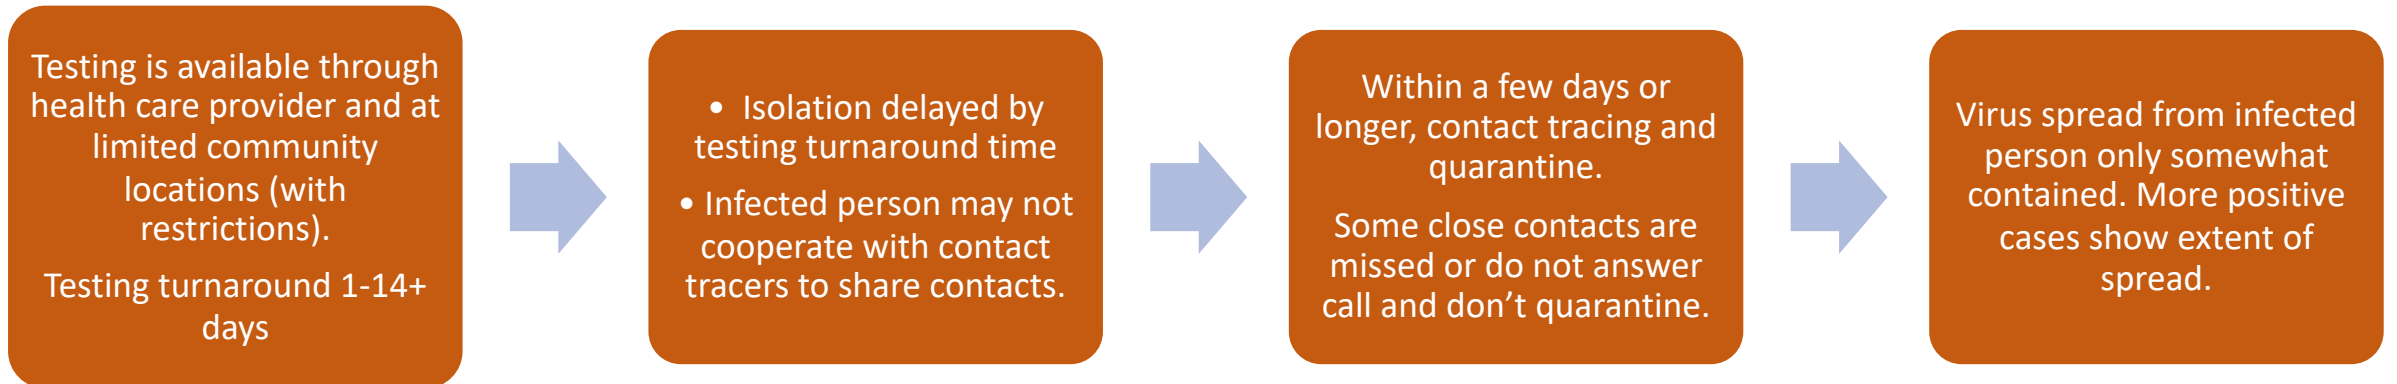 Testing is available through
health care provider and at
limited community
locations (with
restrictions).
Testing turnaround 1-14+
days
• Isolation delayed by
testing turnaround time
• Infected person may not
cooperate with contact
tracers to share contacts.
Within a few days or
longer, contact tracing and
quarantine.
Some close contacts are
missed or do not answer
call and don’t quarantine.
Virus spread from infected
person only somewhat
contained. More positive
cases show extent of
spread.